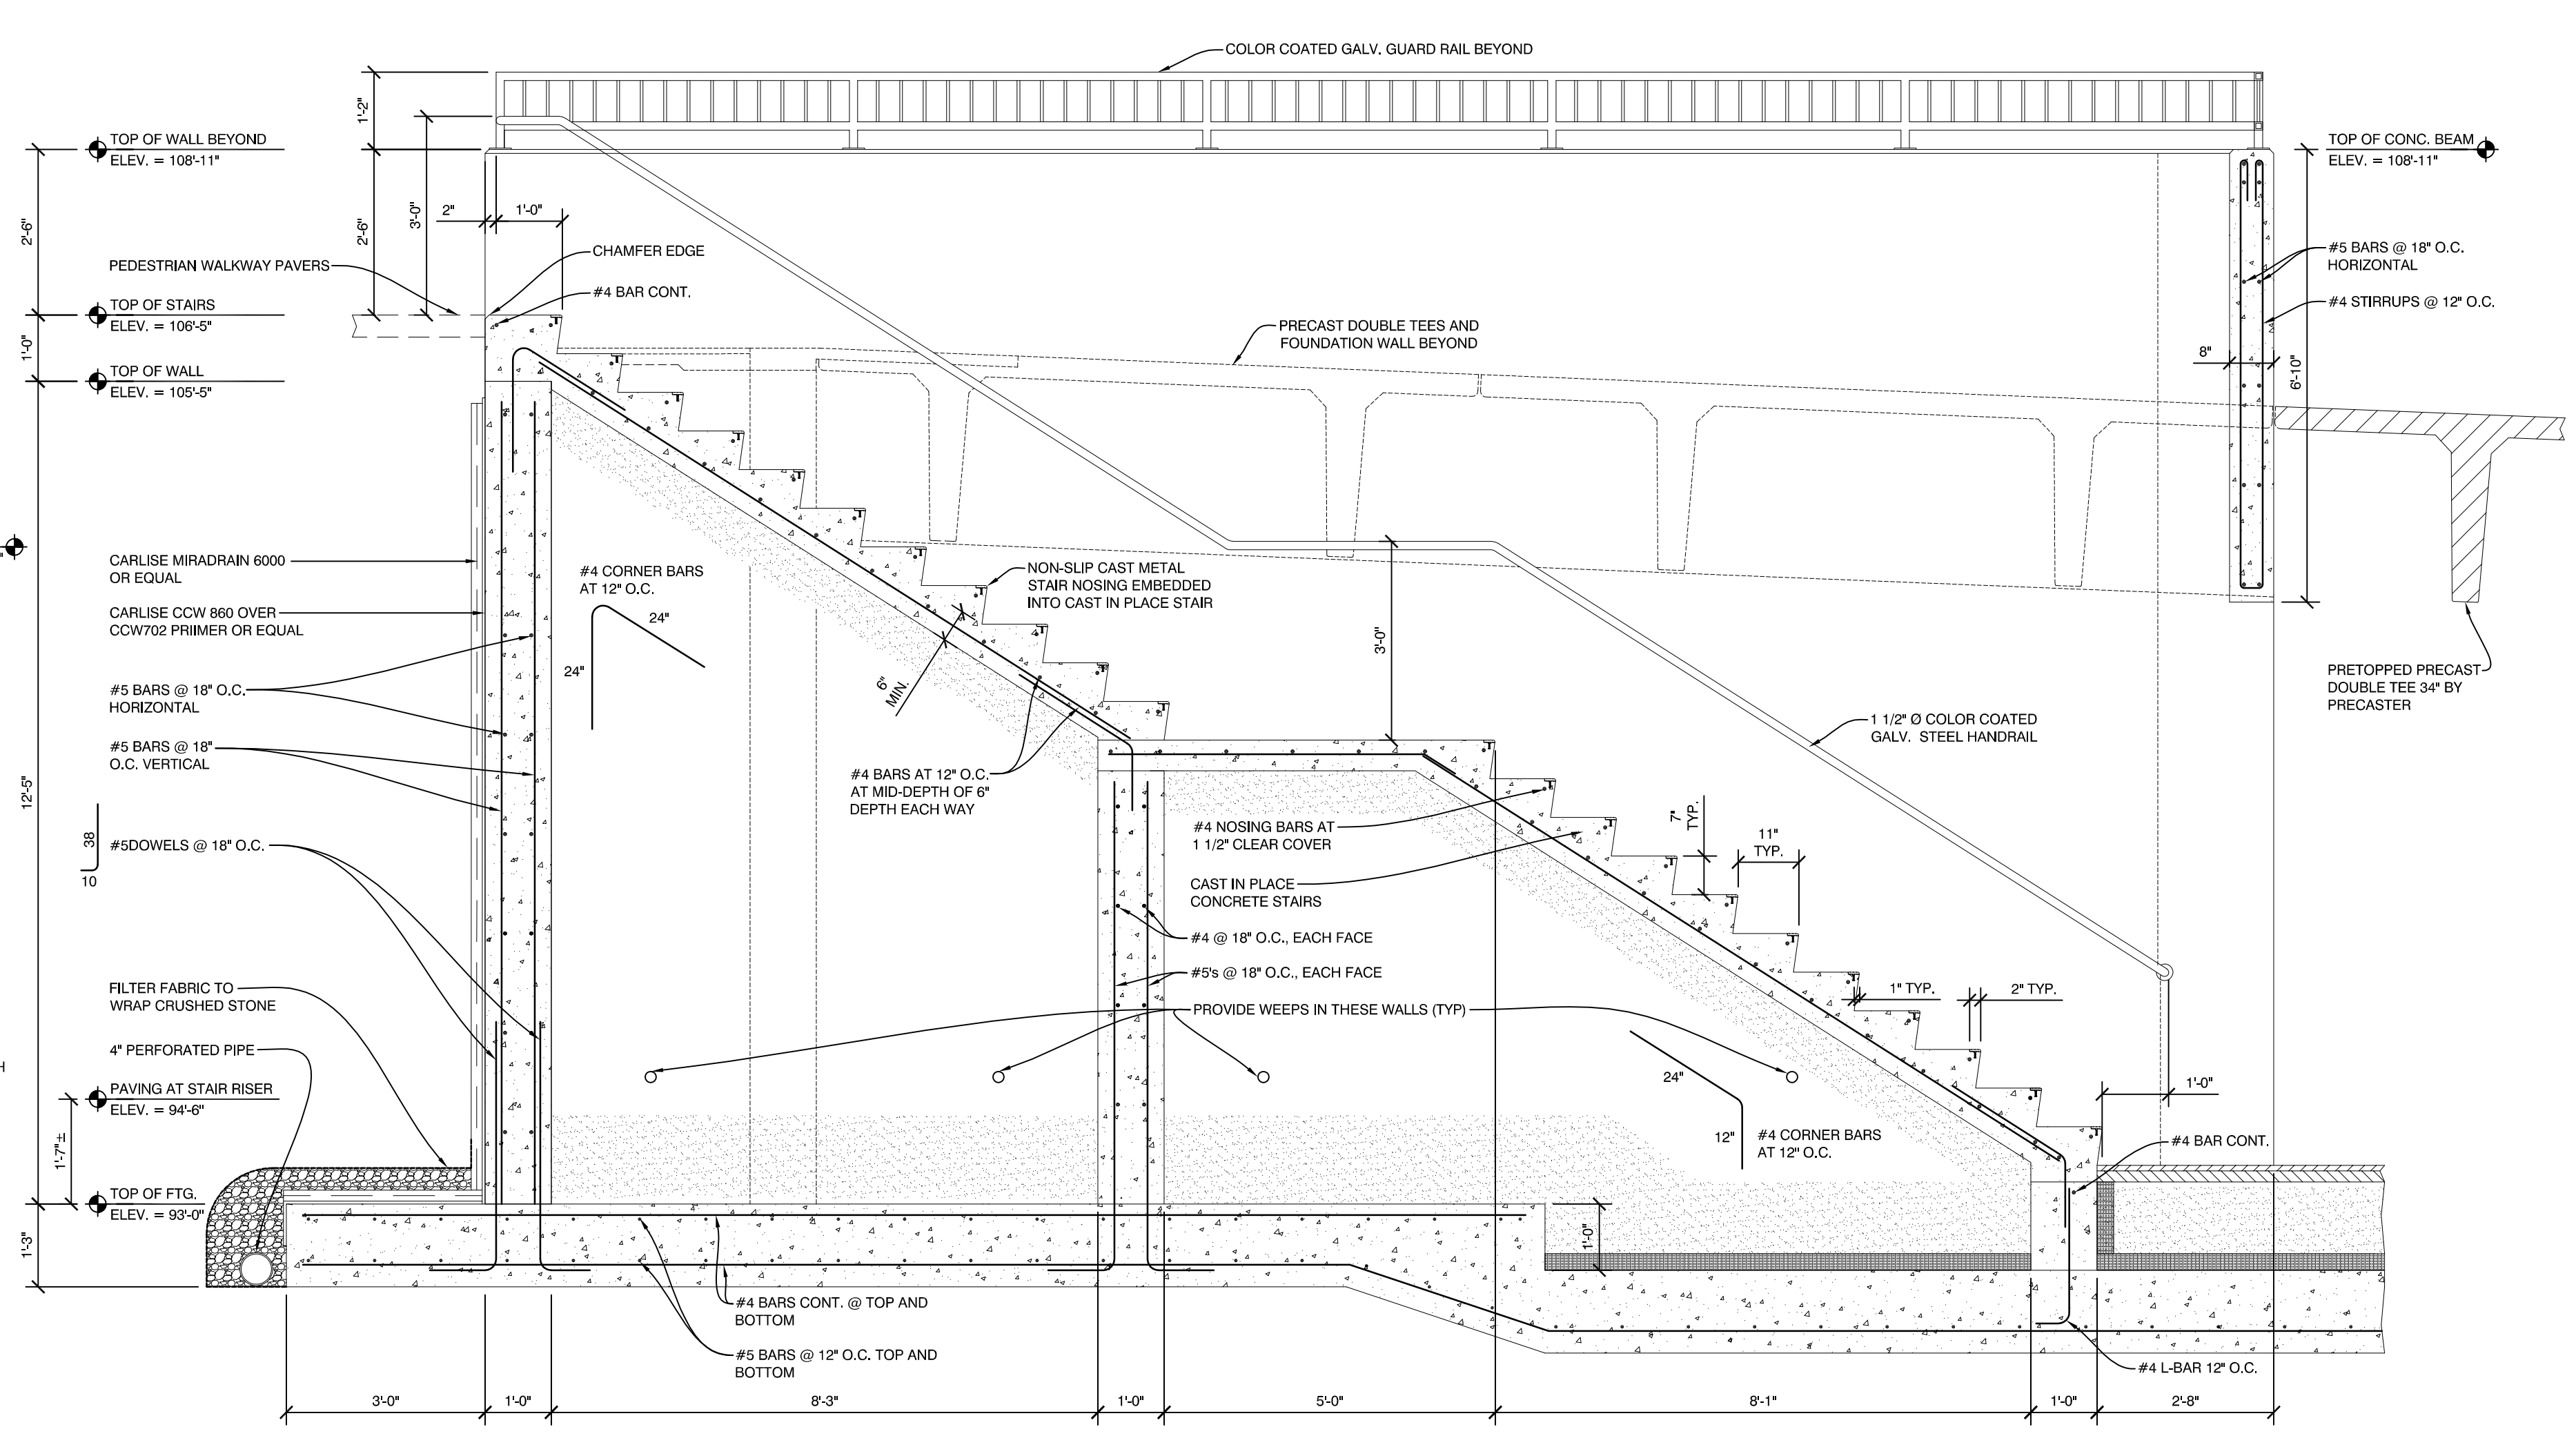 COLOR COATED GALV. GUARD RAIL BEYOND
1'-2"
TOP OF WALL BEYOND
ELEV. = 108'-11"
TOP OF CONC. BEAM
ELEV. = 108'-11"
2'-6"
2'-6"
3'-0"
2"
1'-0"
CHAMFER EDGE
PEDESTRIAN WALKWAY PAVERS
#4 BAR CONT.
#5 BARS @ 18" O.C.
HORIZONTAL
#4 STIRRUPS @ 12" O.C.
TOP OF STAIRS
ELEV. = 106'-5"
1'-0"
PRECAST DOUBLE TEES AND
FOUNDATION WALL BEYOND
8"
6'-10"
TOP OF WALL
ELEV. = 105'-5"
CARLISE MIRADRAIN 6000
OR EQUAL
#4 CORNER BARS
AT 12" O.C.
24"
24"
NON-SLIP CAST METAL
STAIR NOSING EMBEDDED
INTO CAST IN PLACE STAIR
CARLISE CCW 860 OVER
CCW702 PRIIMER OR EQUAL
3'-0"
6"
MIN.
#5 BARS @ 18" O.C.
HORIZONTAL
PRETOPPED PRECAST
DOUBLE TEE 34" BY
PRECASTER
1 1/2" Ø COLOR COATED
GALV. STEEL HANDRAIL
#5 BARS @ 18"
O.C. VERTICAL
#4 BARS AT 12" O.C.
AT MID-DEPTH OF 6"
DEPTH EACH WAY
12'-5"
38
10
#5DOWELS @ 18" O.C.
#4 NOSING BARS AT
1 1/2" CLEAR COVER
7"
TYP.
11"
TYP.
CAST IN PLACE
CONCRETE STAIRS
#4 @ 18" O.C., EACH FACE
#5's @ 18" O.C., EACH FACE
FILTER FABRIC TO
WRAP CRUSHED STONE
1" TYP.
2" TYP.
PROVIDE WEEPS IN THESE WALLS (TYP)
4" PERFORATED PIPE
H
PAVING AT STAIR RISER
ELEV. = 94'-6"
24"
12"
#4 CORNER BARS
AT 12" O.C.
1'-0"
#4 BAR CONT.
1'-7"±
TOP OF FTG.
ELEV. = 93'-0"
1'-3"
1'-0"
#4 BARS CONT. @ TOP AND
BOTTOM
#5 BARS @ 12" O.C. TOP AND
BOTTOM
#4 L-BAR 12" O.C.
3'-0"
1'-0"
8'-3"
1'-0"
5'-0"
8'-1"
1'-0"
2'-8"